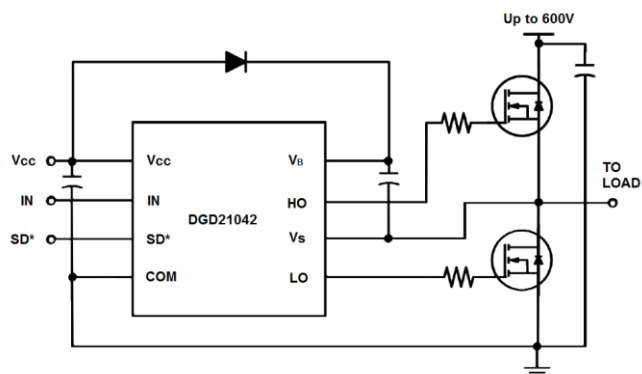 Up to 600V
Vcc
IN
SD*
Vcc
IN
SD*
COM
DGD21042
VB
HO
Vs
LO
TO
LOAD